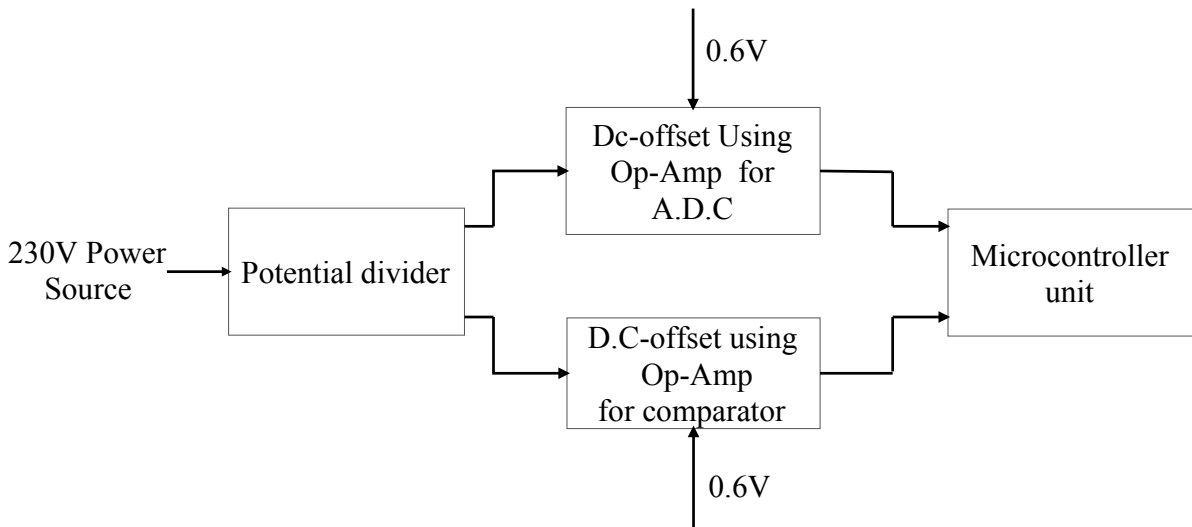 0.6V
Dc-offset Using
Op-Amp for
A.D.C
230V Power
Source
Potential divider
Microcontroller
unit
D.C-offset using
Op-Amp
for comparator
0.6V